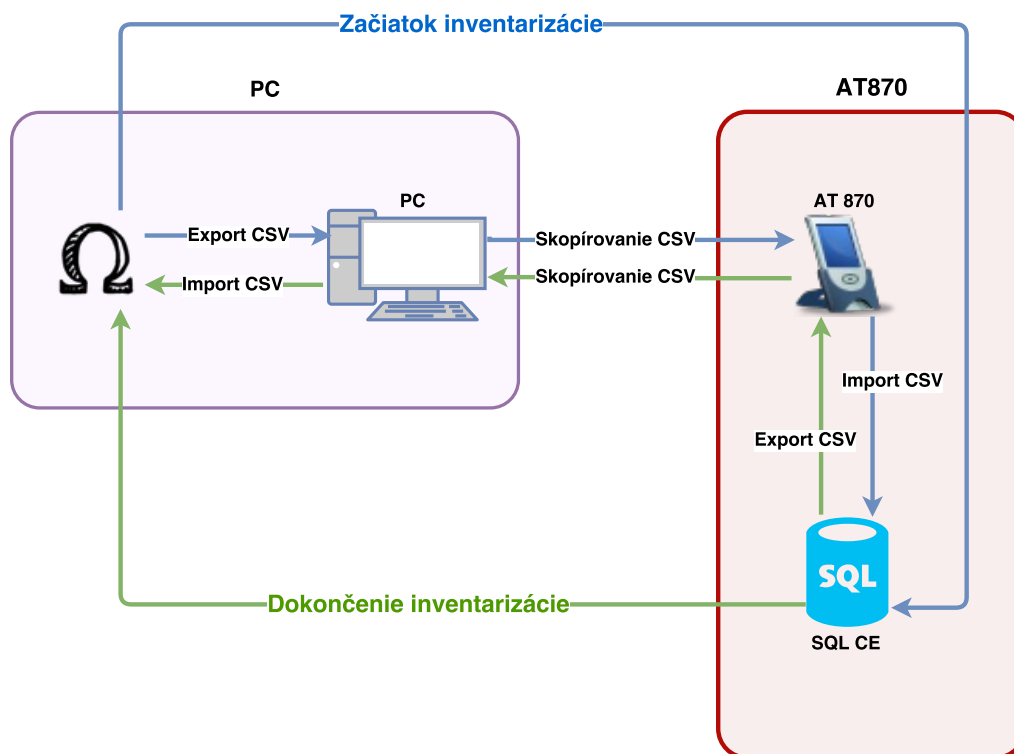 Začiatok inventarizácie
PC
AT870
PC
AT 870
Export CSV
Skopírovanie CSV
Import CSV
Skopírovanie CSV
Import CSV
Export CSV
SQL
Dokončenie inventarizácie
SQL CE